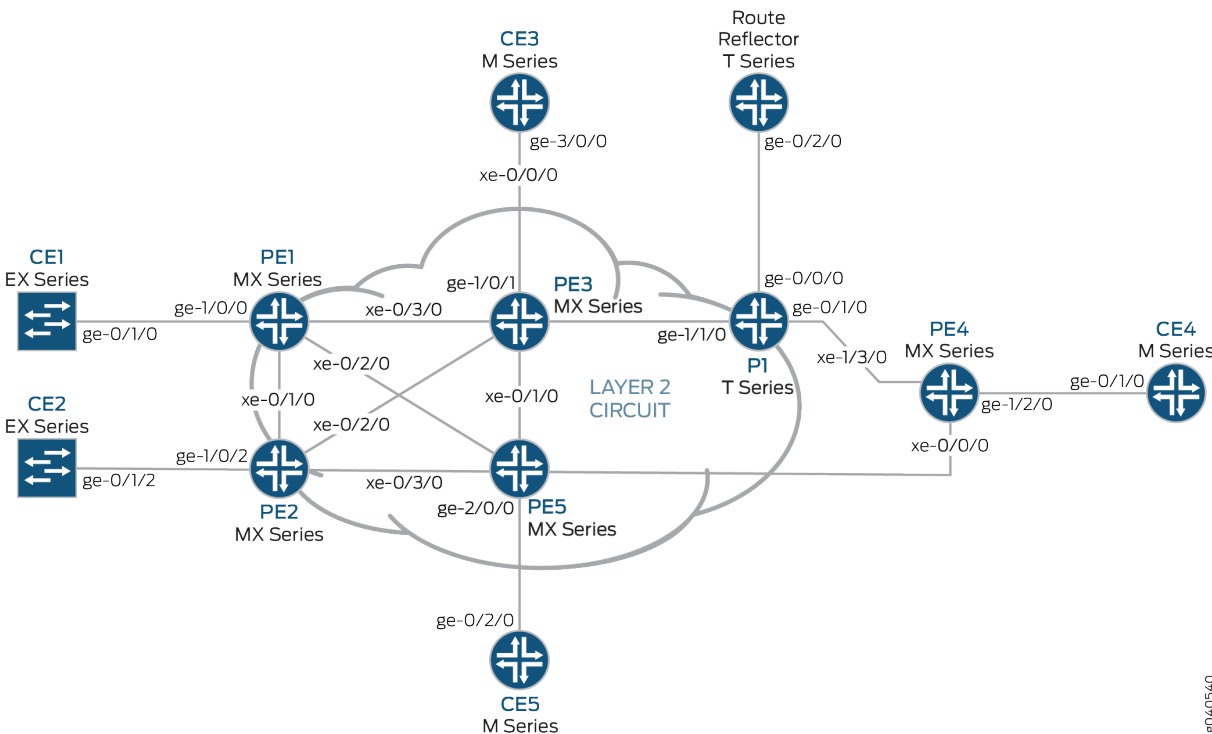 Route
Reflector
T Series
CE3
M Series
ge-3/0/0
ge-0/2/0
xe-0/0/0
CE1
EX Series
PE1
MX Series
ge-1/0/1
PE3
MX Series
ge-0/0/0
ge-0/1/0
ge-0/1/0
ge-1/0/0
xe-0/3/0
ge-1/1/0
P1
T Series
xe-1/3/0
PE4
MX Series
CE4
M Series
xe-0/2/0
LAYER 2
CIRCUIT
ge-0/1/0
ge-1/2/0
CE2
EX Series
xe-0/1/0
xe-0/1/0
xe-0/2/0
xe-0/0/0
ge-0/1/2
ge-1/0/2
PE2
MX Series
xe-0/3/0
ge-2/0/0
PE5
MX Series
ge-0/2/0
CE5
M Series
g040540